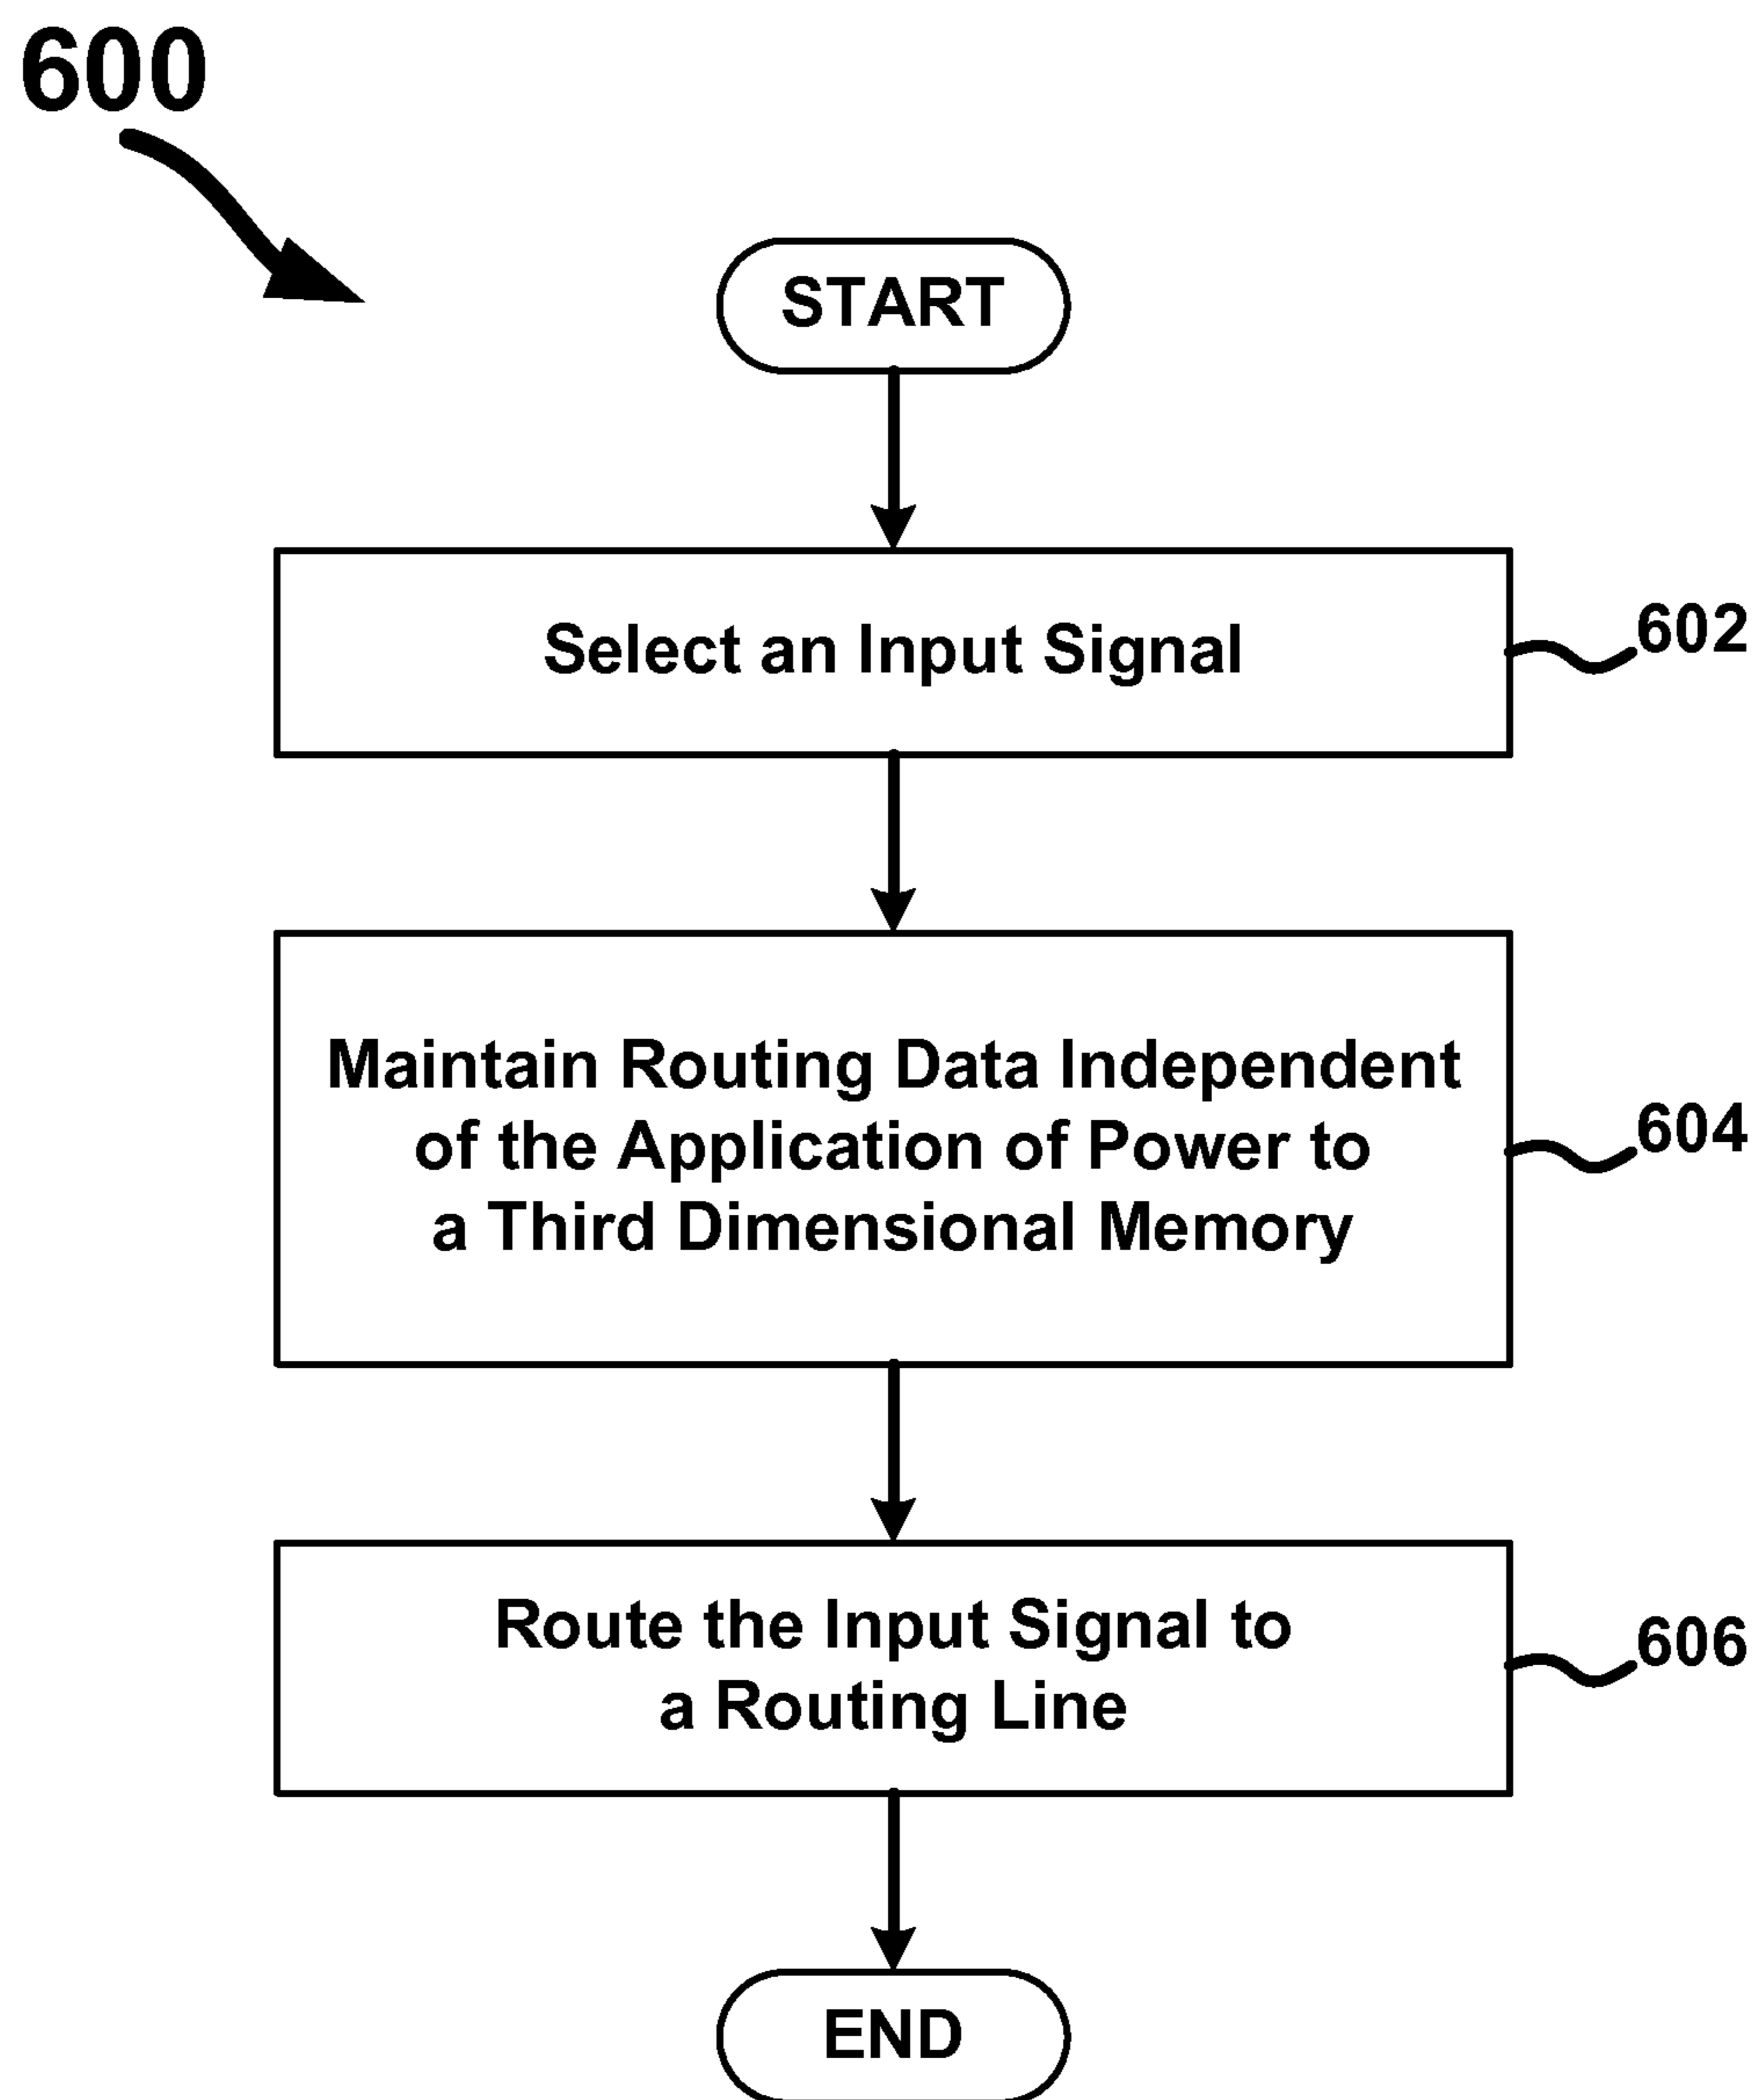 600
START
Select an Input Signal
602
Maintain Routing Data Independent
of the Application of Power to
a Third Dimensional Memory
604
Route the Input Signal to
a Routing Line
606
END